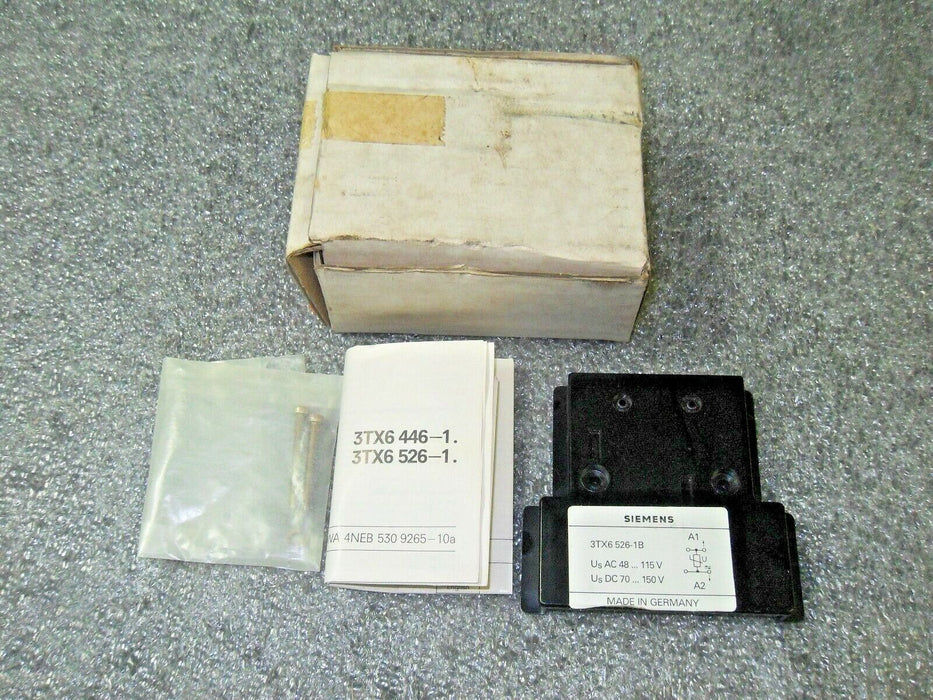 3TX6 446-1.
3TX6 526-1.
4NEB 530 9265-10a
SIEMENS
3TX6 526-1B
A1
U
Us AC 48 ... 115 V
Us DC 70 ... 150 V
A2
MADE IN GERMANY